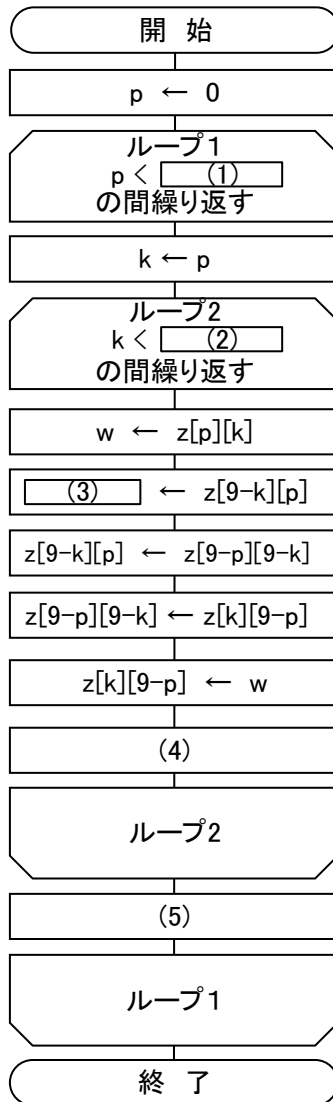 開 始
p ← 0
ループ1
p < (1)
の間繰り返す
k ← p
ループ2
k < (2)
の間繰り返す
w ← z[p][k]
(3) ← z[9-k][p]
z[9-k][p] ← z[9-p][9-k]
z[9-p][9-k] ← z[k][9-p]
z[k][9-p] ← w
(4)
ループ2
(5)
ループ1
終 了